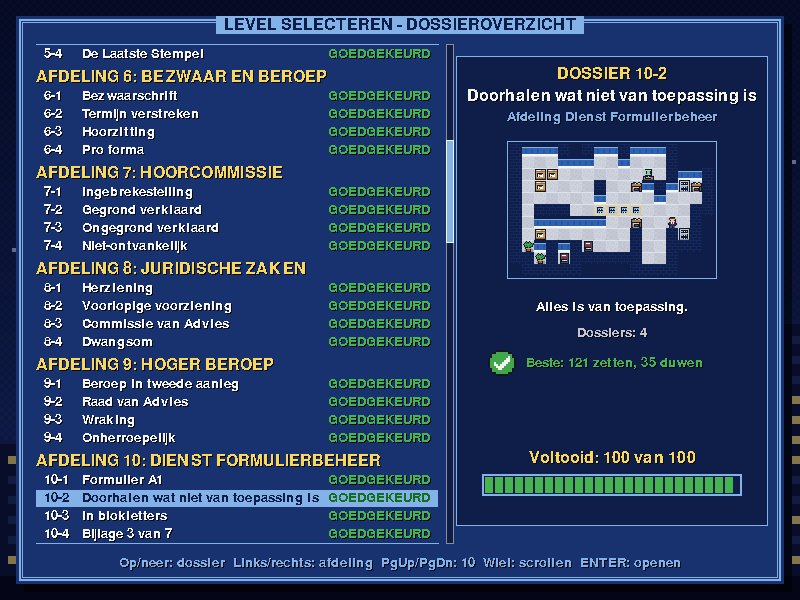 LEVEL SELECTEREN - DOSSIEROVERZICHT
5-4 De Laatste Stempel GOEDGEKEURD
AFDELING 6: BEZWAAR EN BEROEP
6-1 Bezwaarschrift GOEDGEKEURD
6-2 Termijn verstreken GOEDGEKEURD
6-3 Hoorzitting GOEDGEKEURD
6-4 Pro forma GOEDGEKEURD
AFDELING 7: HOORCOMMISSIE
7-1 Ingebrekestelling GOEDGEKEURD
7-2 Gegrond verklaard GOEDGEKEURD
7-3 Ongegrond verklaard GOEDGEKEURD
7-4 Niet-ontvankelijk GOEDGEKEURD
AFDELING 8: JURIDISCHE ZAKEN
8-1 Herziening GOEDGEKEURD
8-2 Voorlopige voorziening GOEDGEKEURD
8-3 Commissie van Advies GOEDGEKEURD
8-4 Dwangsom GOEDGEKEURD
AFDELING 9: HOGER BEROEP
9-1 Beroep in tweede aanleg GOEDGEKEURD
9-2 Raad van Advies GOEDGEKEURD
9-3 Wraking GOEDGEKEURD
9-4 Onherroepelijk GOEDGEKEURD
AFDELING 10: DIENST FORMULIERBEHEER
10-1 Formulier A1 GOEDGEKEURD
10-2 Doorhalen wat niet van toepassing is GOEDGEKEURD
10-3 In blokletters GOEDGEKEURD
10-4 Bijlage 3 van 7 GOEDGEKEURD
DOSSIER 10-2
Doorhalen wat niet van toepassing is
Afdeling Dienst Formulierbeheer
Alles is van toepassing.
Dossiers: 4
Beste: 121 zetten, 35 duwen
Voltooid: 100 van 100
Op/neer: dossier Links/rechts: afdeling PgUp/PgDn: 10 Wiel: scrollen ENTER: openen